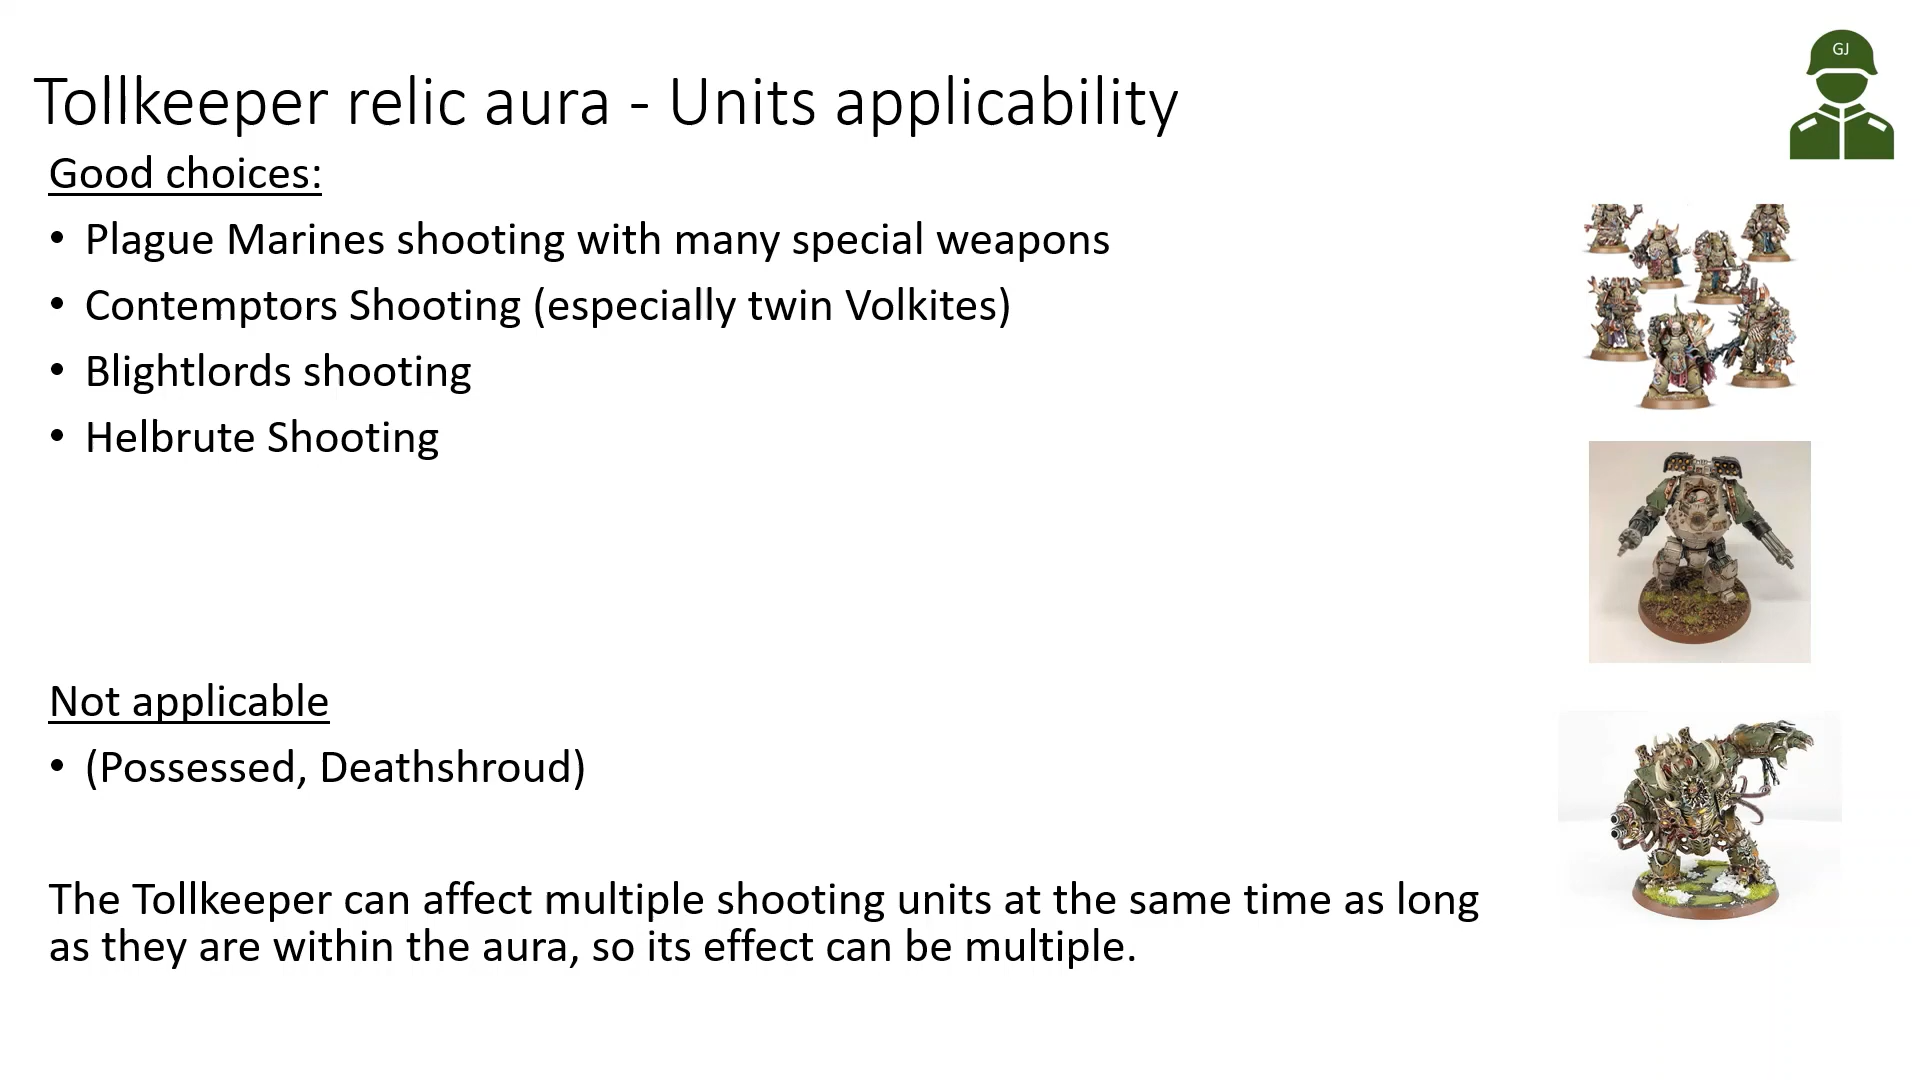 GJ
Tollkeeper relic aura - Units applicability
Good choices:
• Plague Marines shooting with many special weapons
• Contemptors Shooting (especially twin Volkites)
• Blightlords shooting
• Helbrute Shooting
Not applicable
• (Possessed, Deathshroud)
The Tollkeeper can affect multiple shooting units at the same time as long
as they are within the aura, so its effect can be multiple.